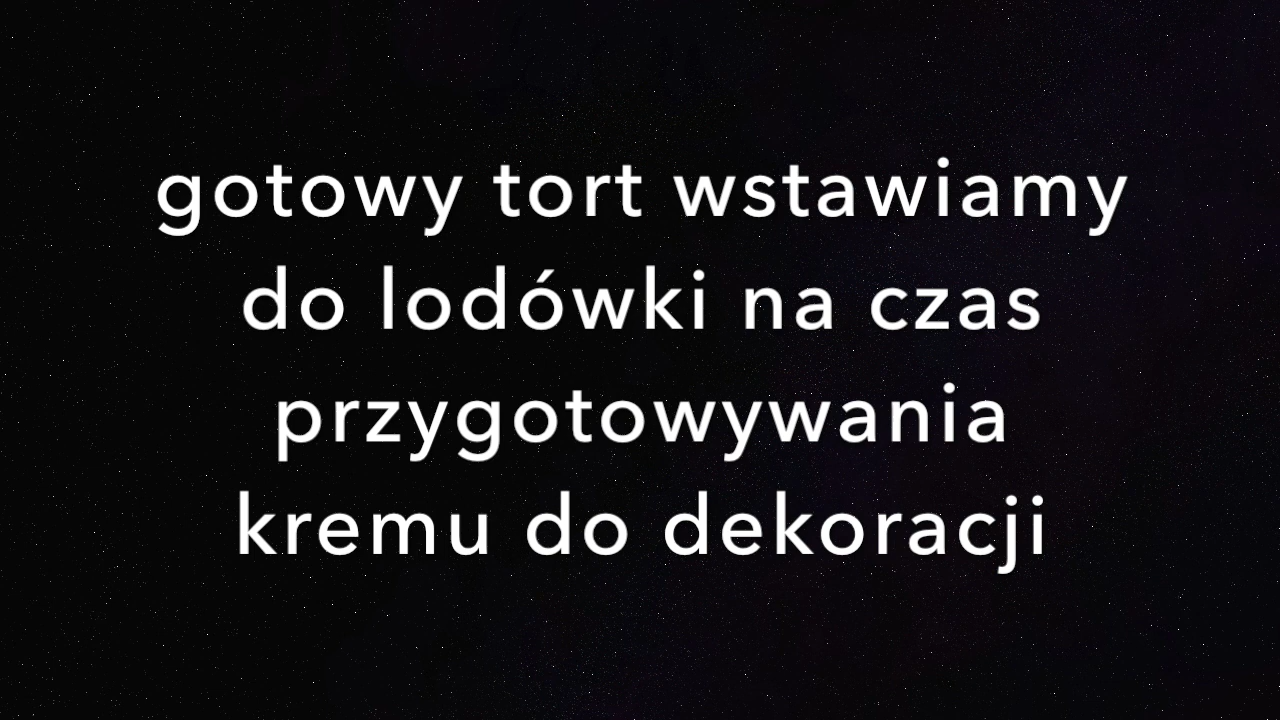 gotowy tort wstawiamy
do lodówki na czas
przygotowywania
kremu do dekoracji